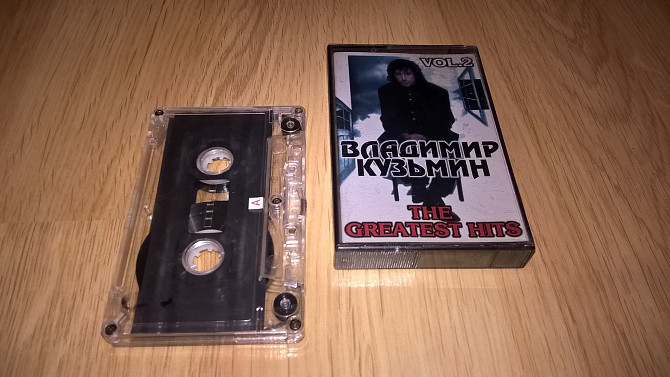 VOL.2
ВЛАДИМИР
КУЗЬМИН
THE
GREATEST HITS
A